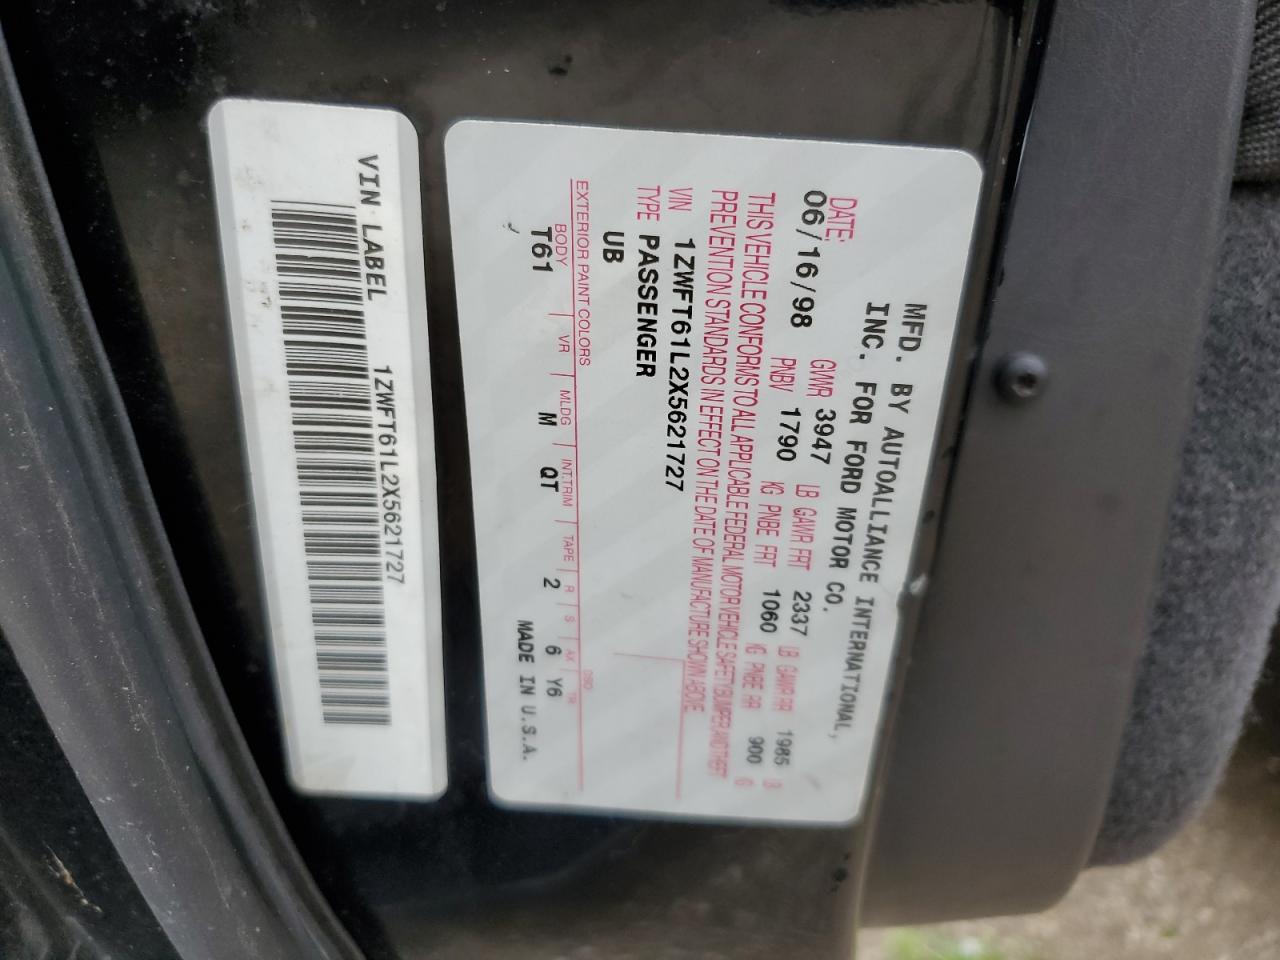 MFD. BY AUTOALLIANCE INTERNATIONAL,
INC. FOR FORD MOTOR CO.
DATE: GVWR 3947 LB GAWR FRT 2337 LB GAWR RR 1985 LB
06/16/98 PNBV 1790 KG PNBE FRT 1060 KG PNBE RR 900 KG
THIS VEHICLE CONFORMS TO ALL APPLICABLE FEDERAL MOTOR VEHICLE SAFETY BUMPER, AND THEFT
PREVENTION STANDARDS IN EFFECT ON THE DATE OF MANUFACTURE SHOWN ABOVE.
VIN 1ZWFT61L2X5621727
TYPE PASSENGER
UB
EXTERIOR PAINT COLORS DSO
BODY VR MLDG INT.TRIM TAPE R S AX TR
T61 M QT 2 6 Y6
MADE IN U.S.A.
VIN LABEL 1ZWFT61L2X5621727